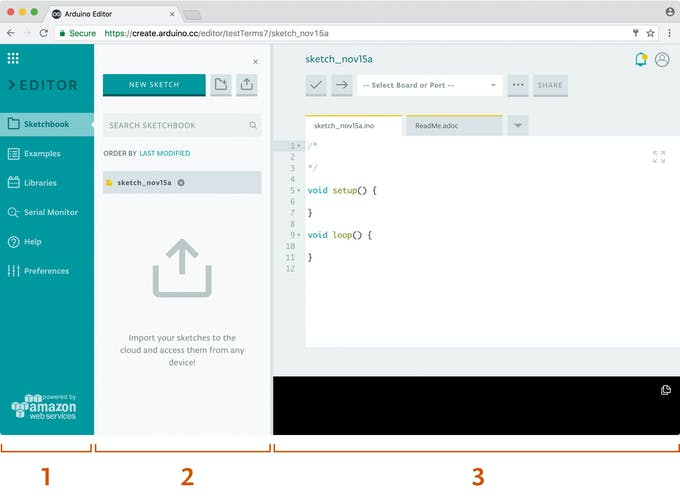 Arduino Editor
Secure https://create.arduino.cc/editor/testTerms7/sketch_nov15a
>EDITOR
Sketchbook
Examples
Libraries
Serial Monitor
Help
Preferences
powered by
amazon
web services
NEW SKETCH
SEARCH SKETCHBOOK
ORDER BY LAST MODIFIED
sketch_nov15a
Import your sketches to the
cloud and access them from any
device!
sketch_nov15a
-- Select Board or Port --
SHARE
sketch_nov15a.ino
ReadMe.adoc
1 /*
2
3 */
4
5 void setup() {
6
7 }
8
9 void loop() {
10
11 }
12
1
2
3